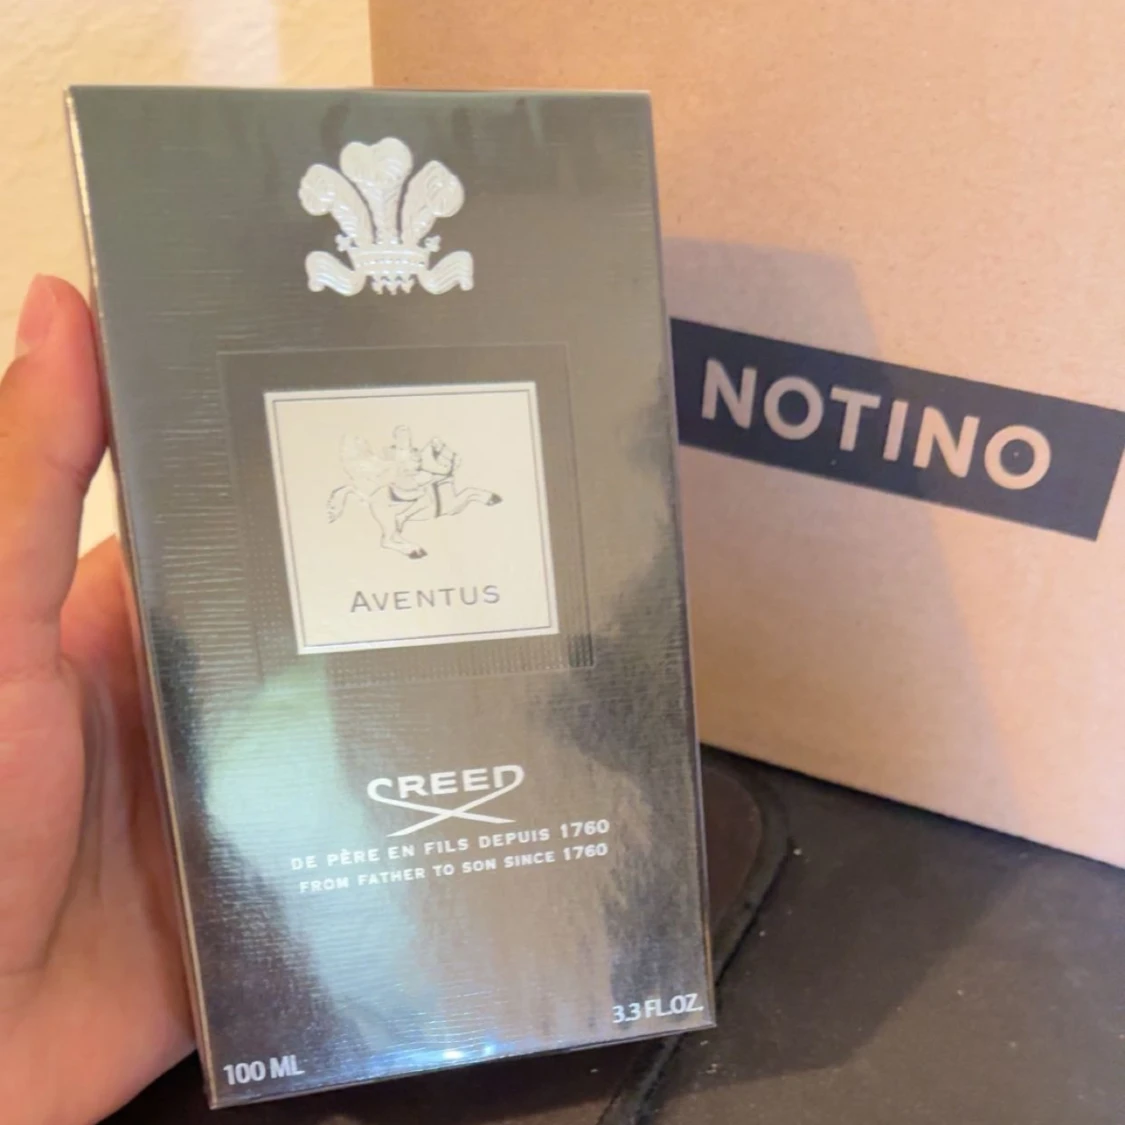 AVENTUS
CREED
DE PÈRE EN FILS DEPUIS 1760
FROM FATHER TO SON SINCE 1760
100 ML
3.3 FL.OZ.
NOTINO